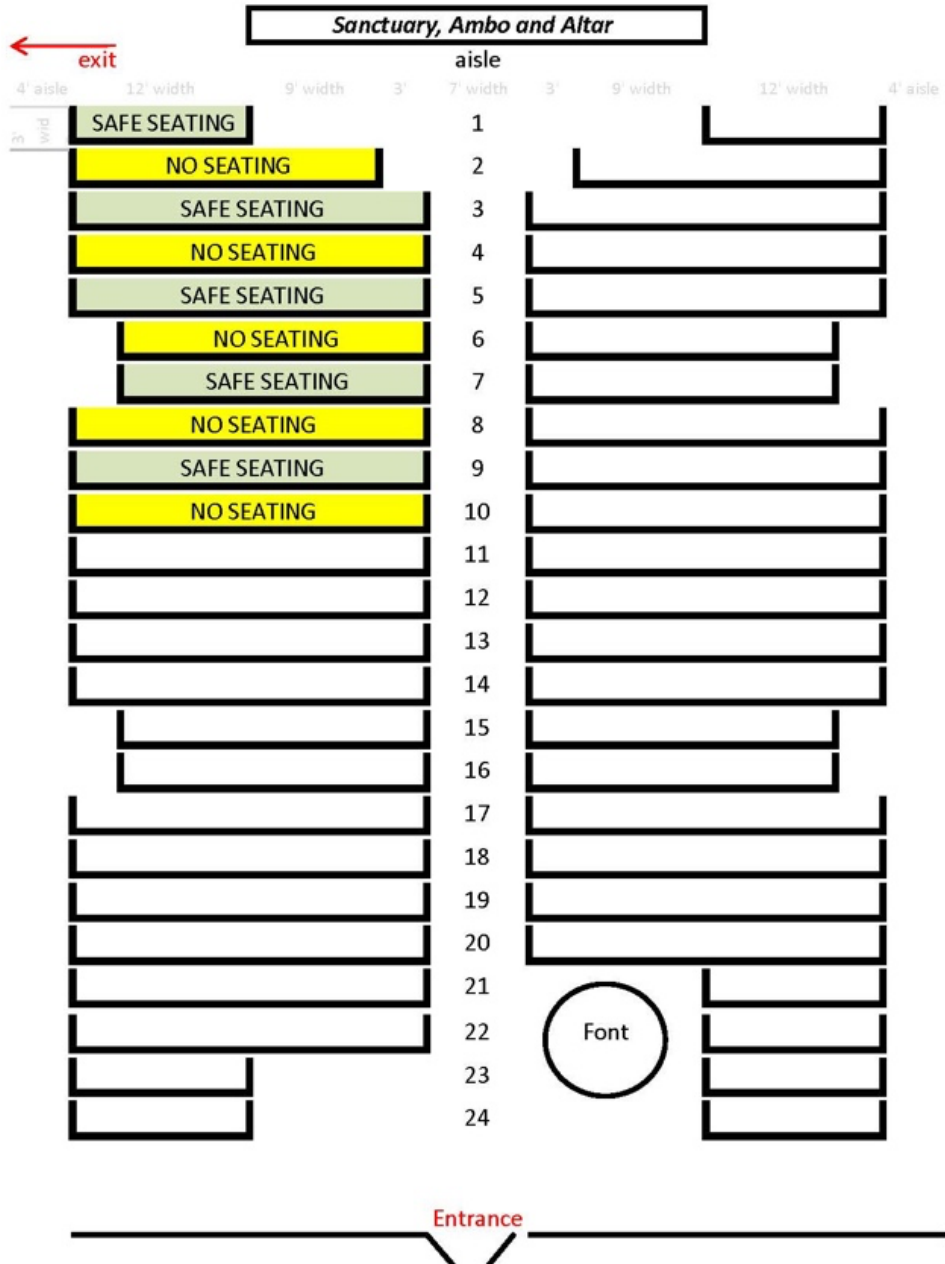 Sanctuary, Ambo and Altar
exit
aisle
4' aisle 12' width 9' width 3' 7' width 3' 9' width 12' width 4' aisle
3' wid
SAFE SEATING 1
NO SEATING 2
SAFE SEATING 3
NO SEATING 4
SAFE SEATING 5
NO SEATING 6
SAFE SEATING 7
NO SEATING 8
SAFE SEATING 9
NO SEATING 10
11
12
13
14
15
16
17
18
19
20
21
22 Font
23
24
Entrance